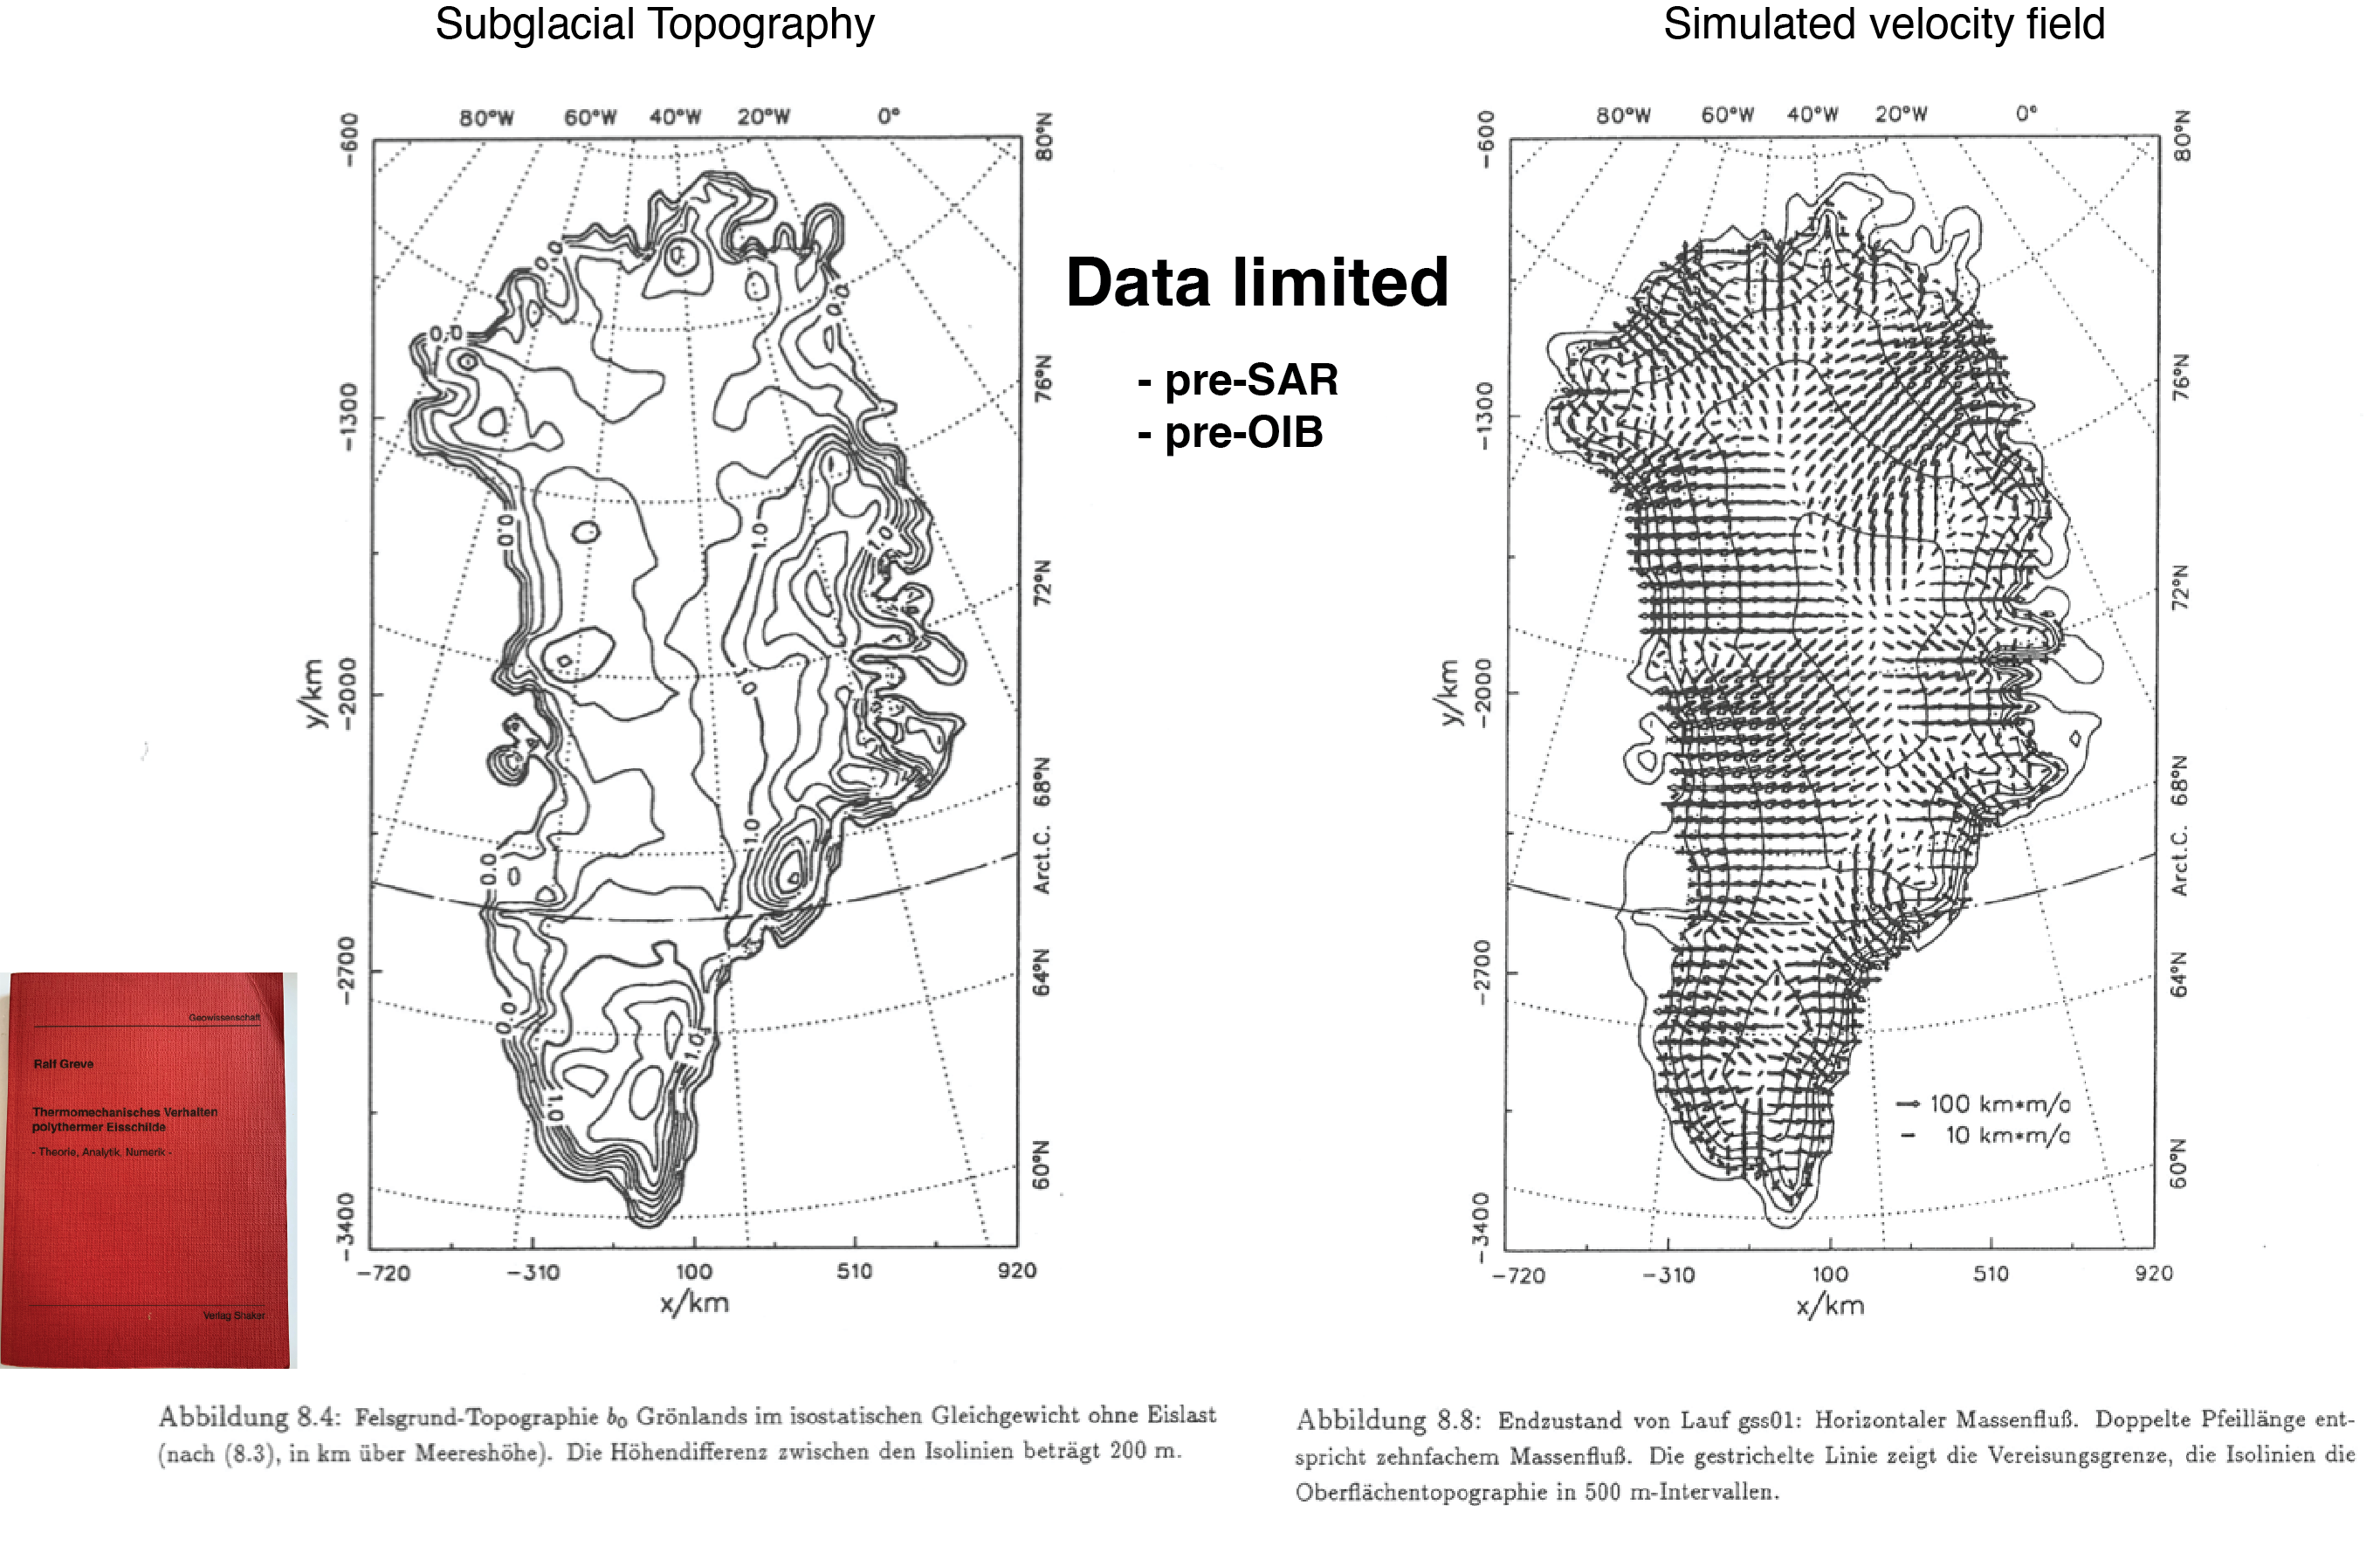 Subglacial Topography
Simulated velocity field
80°W 60°W 40°W 20°W 0°
80°N
76°N
72°N
68°N
Arct.C.
64°N
60°N
-600
-1300
-2000
-2700
-3400
y/km
0.0
0.0
0.0
0.0
1.0
1.0
1.0
0.0
0.0
1.0
1.0
-720 -310 100 510 920
x/km
Data limited
- pre-SAR
- pre-OIB
80°W 60°W 40°W 20°W 0°
80°N
76°N
72°N
68°N
Arct.C.
64°N
60°N
-600
-1300
-2000
-2700
-3400
y/km
100 km*m/a
10 km*m/a
-720 -310 100 510 920
x/km
Geowissenschaft
Ralf Greve
Thermomechanisches Verhalten
polythermer Eisschilde
- Theorie, Analytik, Numerik -
Verlag Shaker
Abbildung 8.4: Felsgrund-Topographie b₀ Grönlands im isostatischen Gleichgewicht ohne Eislast
(nach (8.3), in km über Meereshöhe). Die Höhendifferenz zwischen den Isolinien beträgt 200 m.
Abbildung 8.8: Endzustand von Lauf gss01: Horizontaler Massenfluß. Doppelte Pfeillänge ent-
spricht zehnfachem Massenfluß. Die gestrichelte Linie zeigt die Vereisungsgrenze, die Isolinien die
Oberflächentopographie in 500 m-Intervallen.